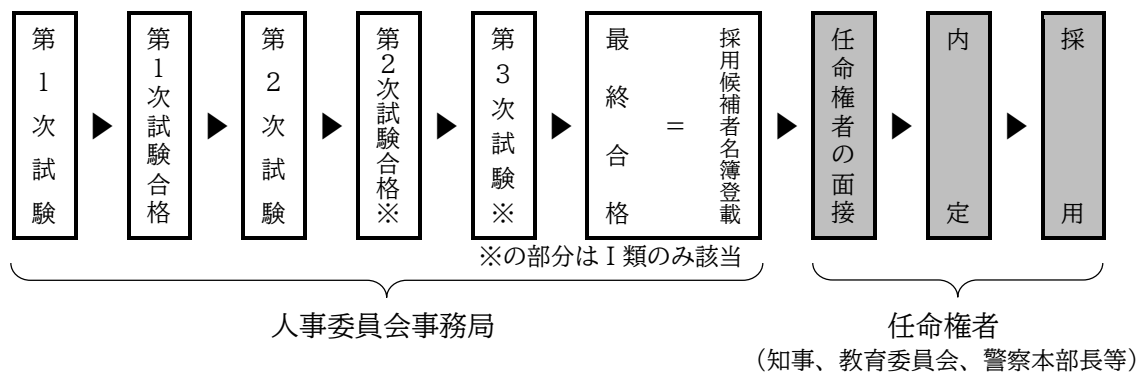 第１次試験
第１次試験合格
第２次試験
第２次試験合格※
第３次試験※
最終合格
＝
採用候補者名簿登載
任命権者の面接
内定
採用
※の部分はⅠ類のみ該当
人事委員会事務局
任命権者
（知事、教育委員会、警察本部長等）